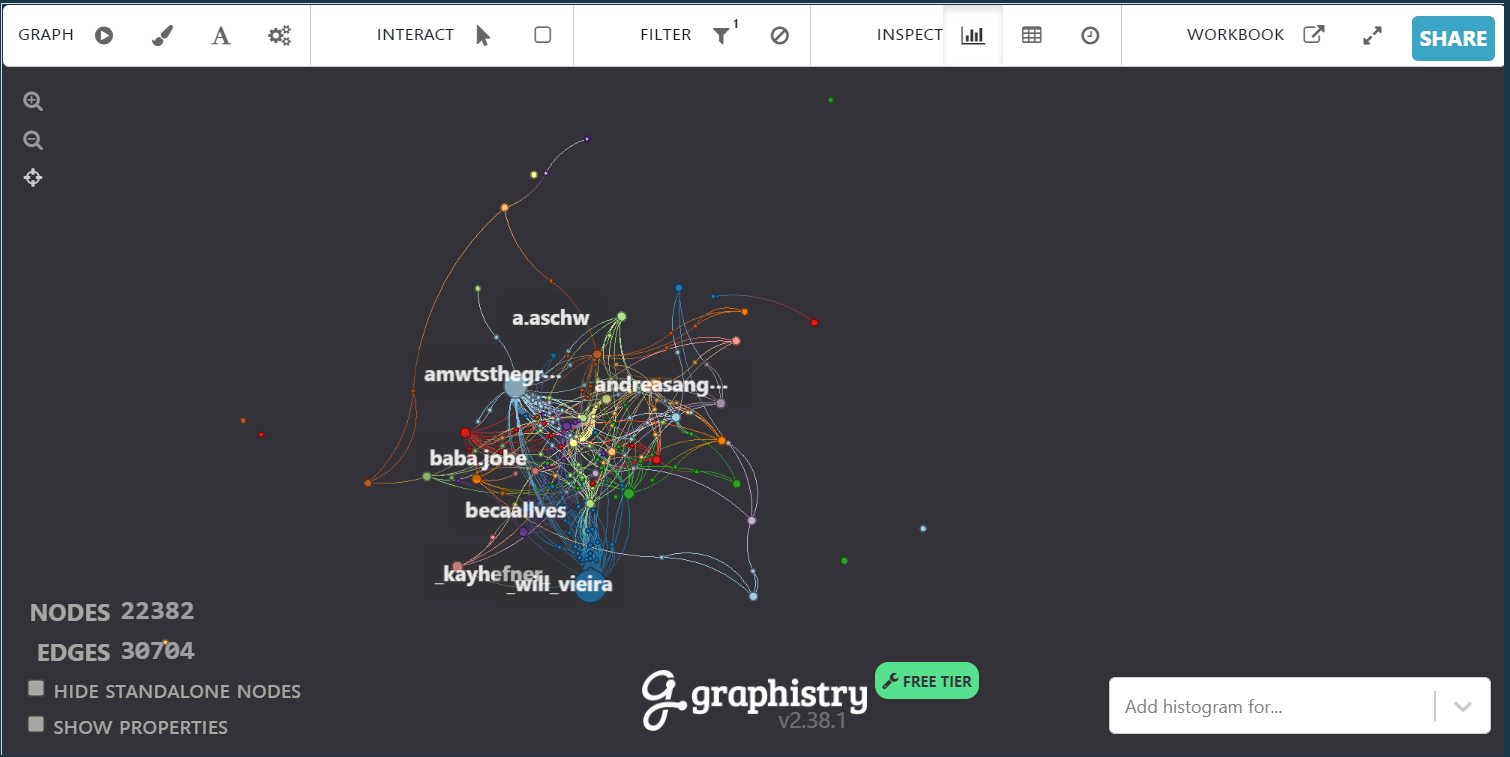 GRAPH INTERACT FILTER 1 INSPECT WORKBOOK SHARE
a.aschw
amwtsthegr...
andreasang...
baba.jobe
becaallves
_kayhefner
_will_vieira
NODES 22382
EDGES 30704
HIDE STANDALONE NODES
SHOW PROPERTIES
graphistry
v2.38.1
FREE TIER
Add histogram for...